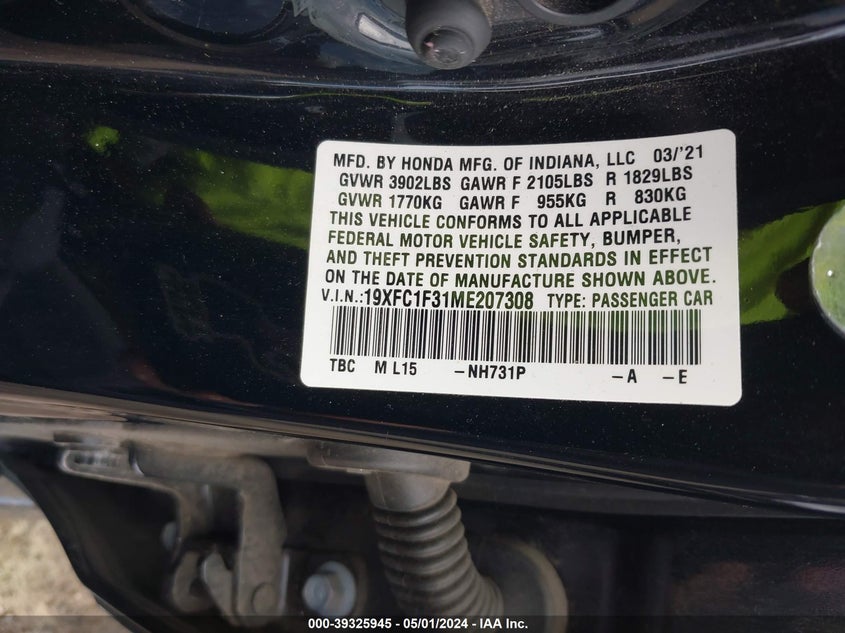 MFD. BY HONDA MFG. OF INDIANA, LLC 03/'21
GVWR 3902LBS GAWR F 2105LBS R 1829LBS
GVWR 1770KG GAWR F 955KG R 830KG
THIS VEHICLE CONFORMS TO ALL APPLICABLE
FEDERAL MOTOR VEHICLE SAFETY, BUMPER,
AND THEFT PREVENTION STANDARDS IN EFFECT
ON THE DATE OF MANUFACTURE SHOWN ABOVE.
V.I.N.:19XFC1F31ME207308 TYPE: PASSENGER CAR
TBC M L15 -NH731P -A -E
000-39325945 - 05/01/2024 - IAA Inc.